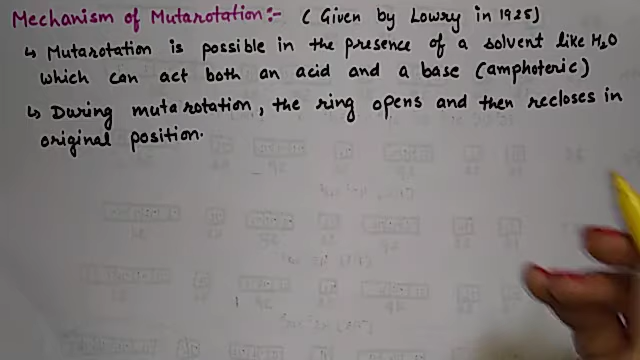 Mechanism of Mutarotation:- (Given by Lowry in 1925)
↳ Mutarotation is possible in the presence of a solvent like H₂O
which can act both an acid and a base (amphoteric)
↳ During mutarotation, the ring opens and then recloses in
original position.